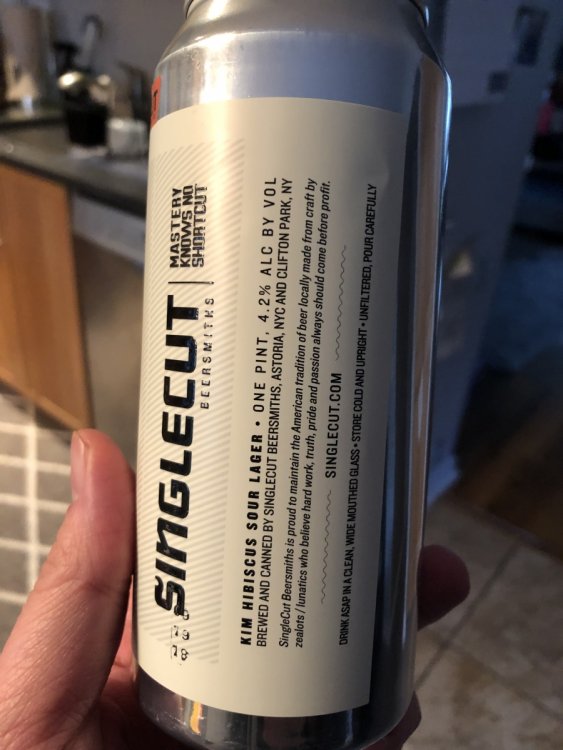 SINGLECUT
BEERSMITHS
MASTERY
KNOWS NO
SHORTCUT
KIM HIBISCUS SOUR LAGER • ONE PINT, 4.2% ALC BY VOL
BREWED AND CANNED BY SINGLECUT BEERSMITHS, ASTORIA, NYC AND CLIFTON PARK, NY
SingleCut Beersmiths is proud to maintain the American tradition of beer locally made from craft by
zealots / lunatics who believe hard work, truth, pride and passion always should come before profit.
SINGLECUT.COM
DRINK ASAP IN A CLEAN, WIDE MOUTHED GLASS • STORE COLD AND UPRIGHT • UNFILTERED, POUR CAREFULLY